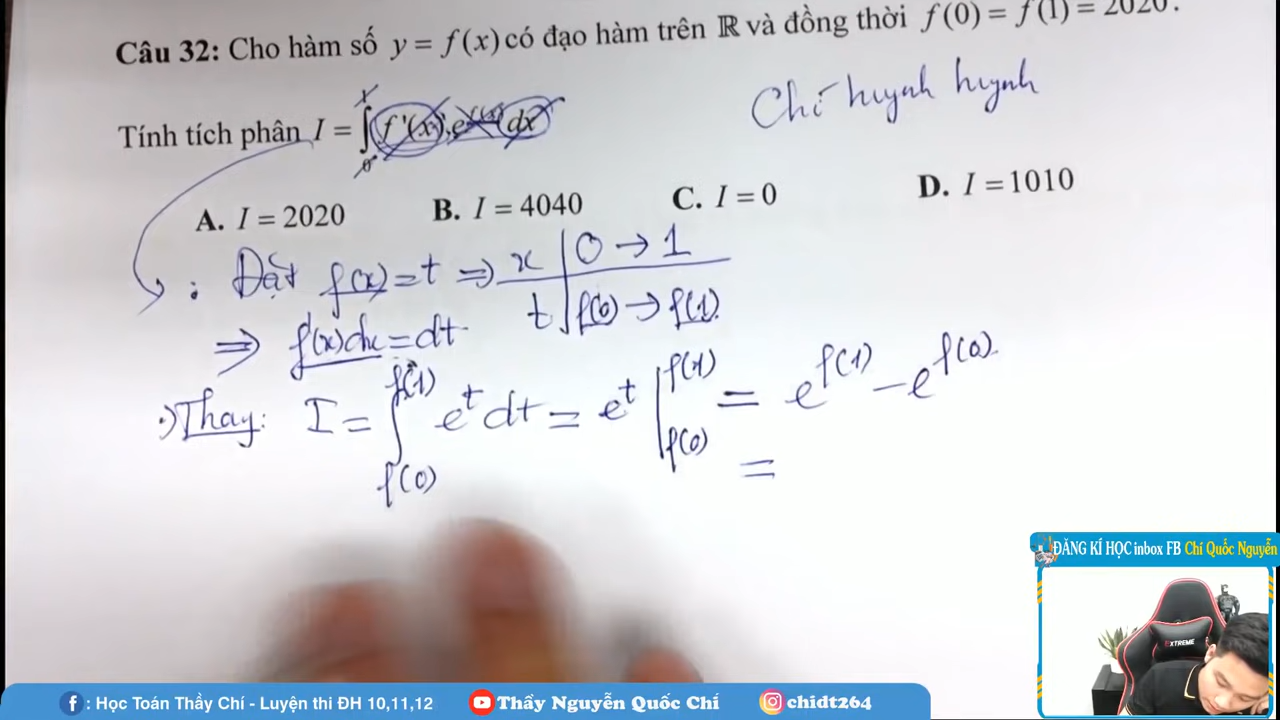 Câu 32: Cho hàm số y = f(x) có đạo hàm trên ℝ và đồng thời f(0) = f(1) = 2020.
Chí huynh huynh
Tính tích phân I = ∫₀¹ f'(x).e^{f(x)} dx
A. I = 2020 B. I = 4040 C. I = 0 D. I = 1010
: Đặt f(x) = t ⇒ x | 0 → 1
t | f(0) → f(1).
⇒ f'(x)dx = dt
·) Thay: I = ∫_{f(0)}^{f(1)} e^t dt = e^t |_{f(0)}^{f(1)} = e^{f(1)} - e^{f(0)}
=
ĐĂNG KÍ HỌC inbox FB Chí Quốc Nguyễn
EXTREME
f : Học Toán Thầy Chí - Luyện thi ĐH 10,11,12 Thầy Nguyễn Quốc Chí chidt264